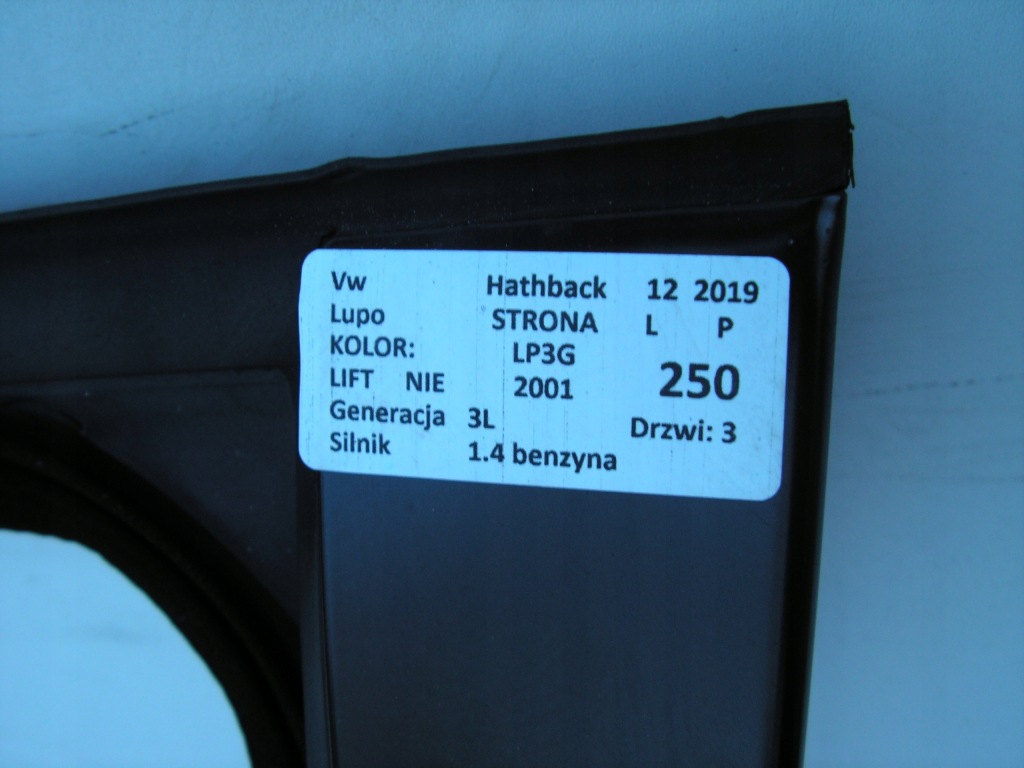 Vw Hathback 12 2019
Lupo STRONA L P
KOLOR: LP3G
LIFT NIE 2001 250
Generacja 3L Drzwi: 3
Silnik 1.4 benzyna